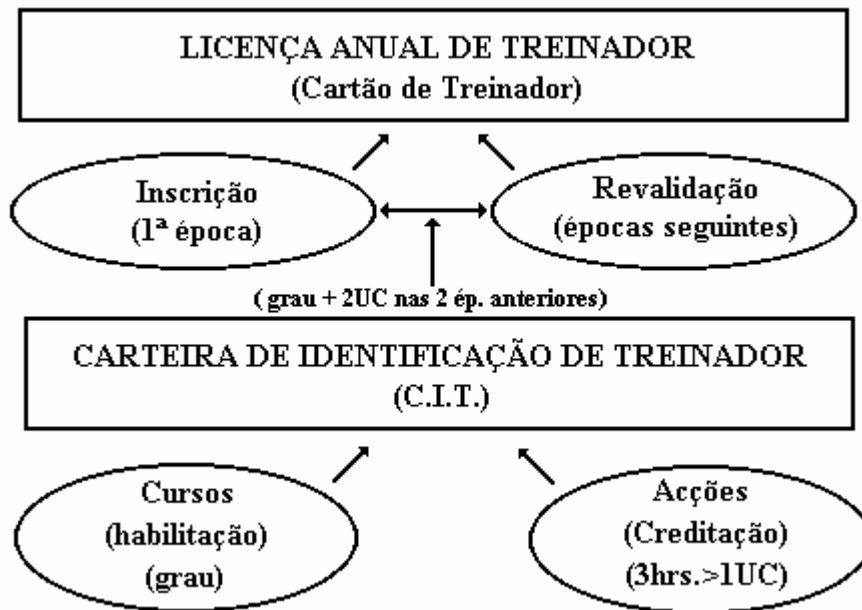 LICENÇA ANUAL DE TREINADOR
(Cartão de Treinador)
Inscrição
(1ª época)
Revalidação
(épocas seguintes)
( grau + 2UC nas 2 ép. anteriores)
CARTEIRA DE IDENTIFICAÇÃO DE TREINADOR
(C.I.T.)
Cursos
(habilitação)
(grau)
Acções
(Creditação)
(3hrs.>1UC)